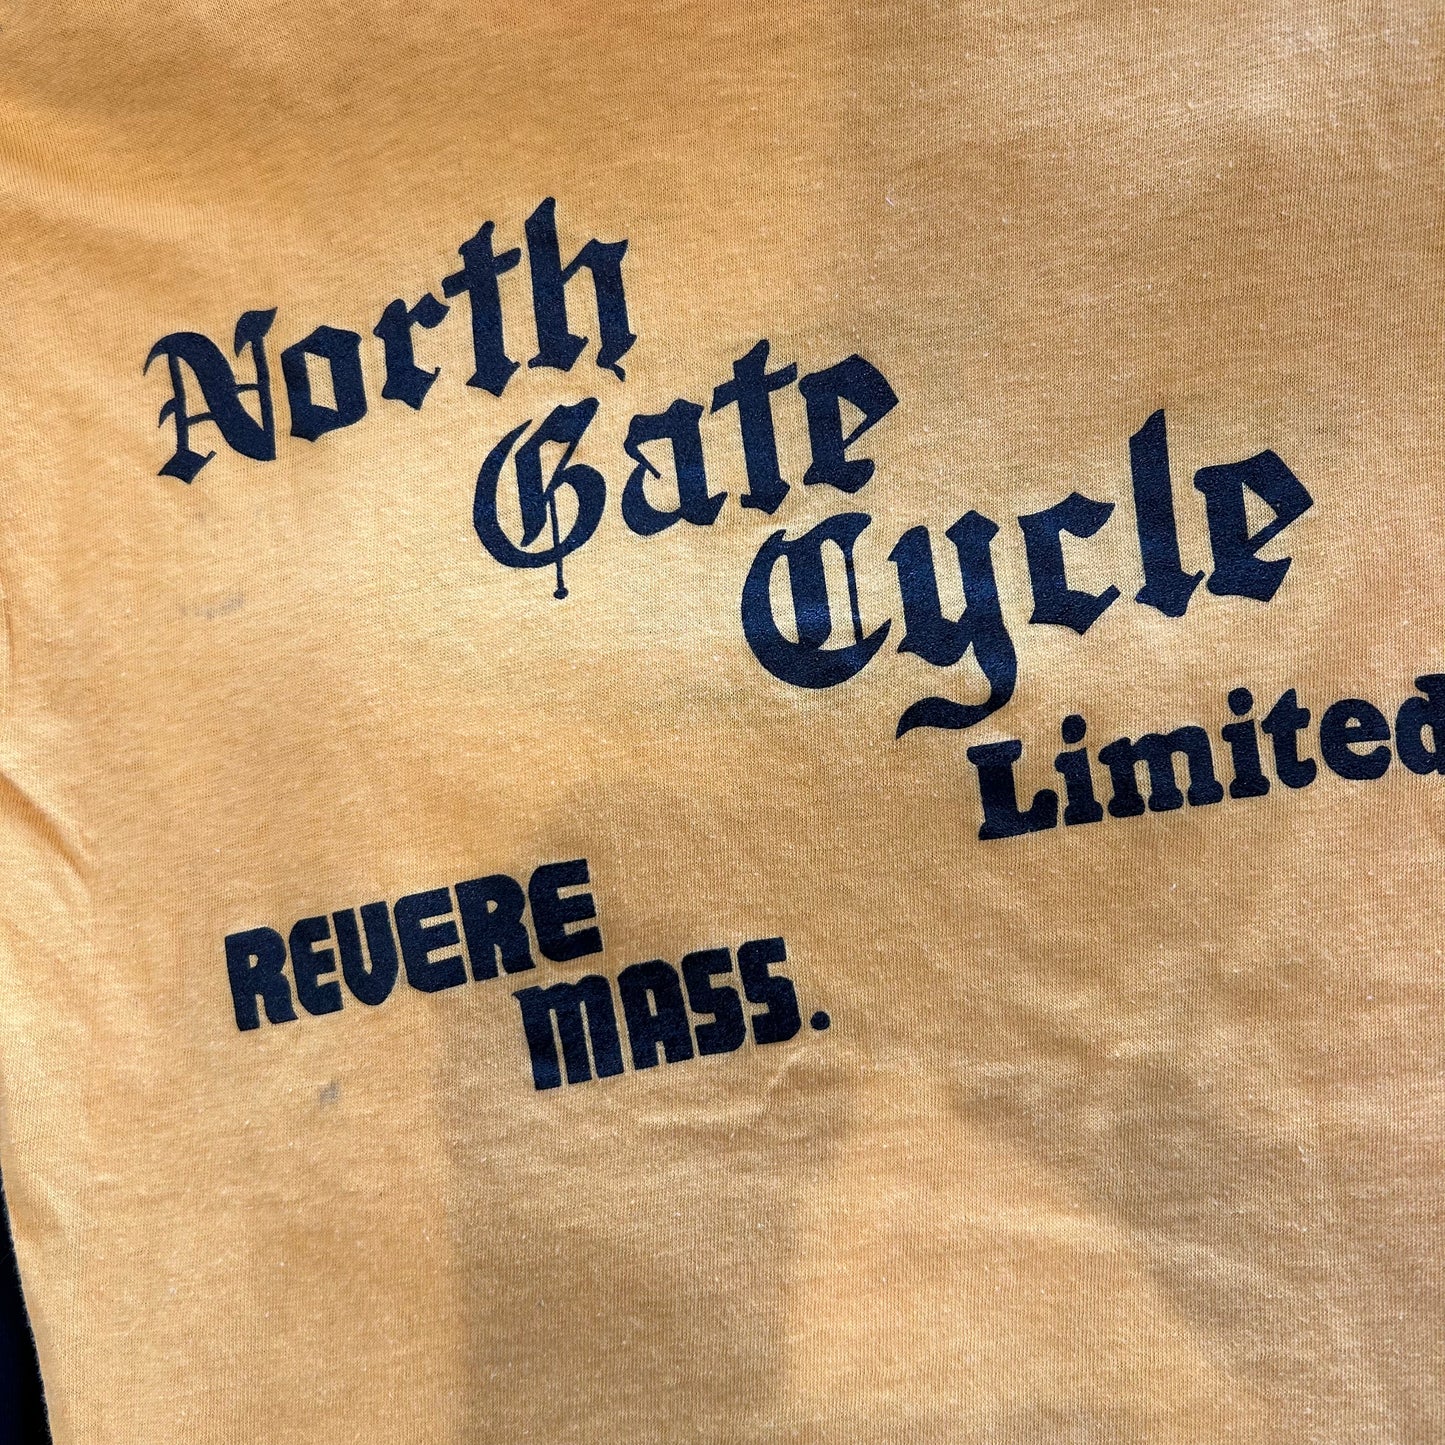 North
Gate
Cycle
Limited
REVERE
MASS.